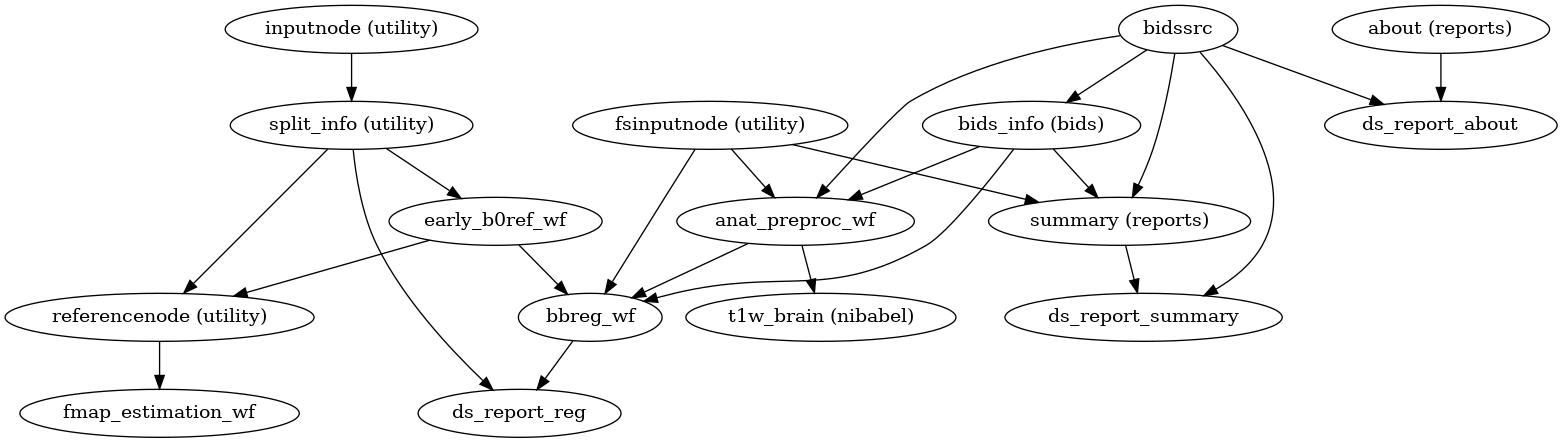 inputnode (utility)
bidssrc
about (reports)
split_info (utility)
fsinputnode (utility)
bids_info (bids)
ds_report_about
early_b0ref_wf
anat_preproc_wf
summary (reports)
referencenode (utility)
bbreg_wf
t1w_brain (nibabel)
ds_report_summary
fmap_estimation_wf
ds_report_reg